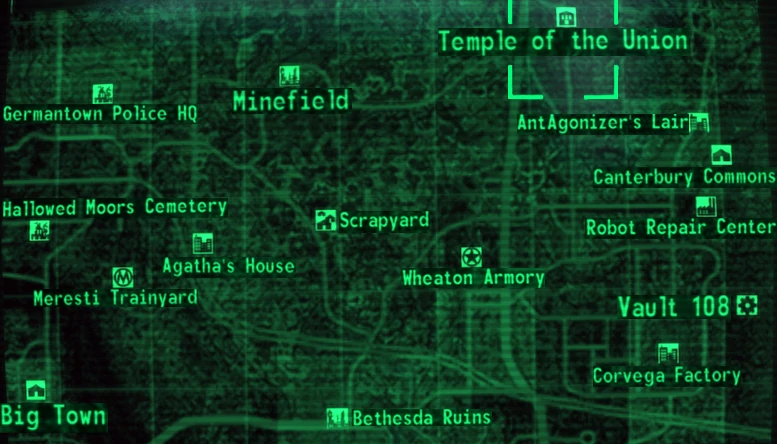 Temple of the Union
Minefield
Germantown Police HQ
AntAgonizer's Lair
Canterbury Commons
Hallowed Moors Cemetery
Scrapyard
Robot Repair Center
Agatha's House
Wheaton Armory
Meresti Trainyard
Vault 108
Corvega Factory
Big Town
Bethesda Ruins